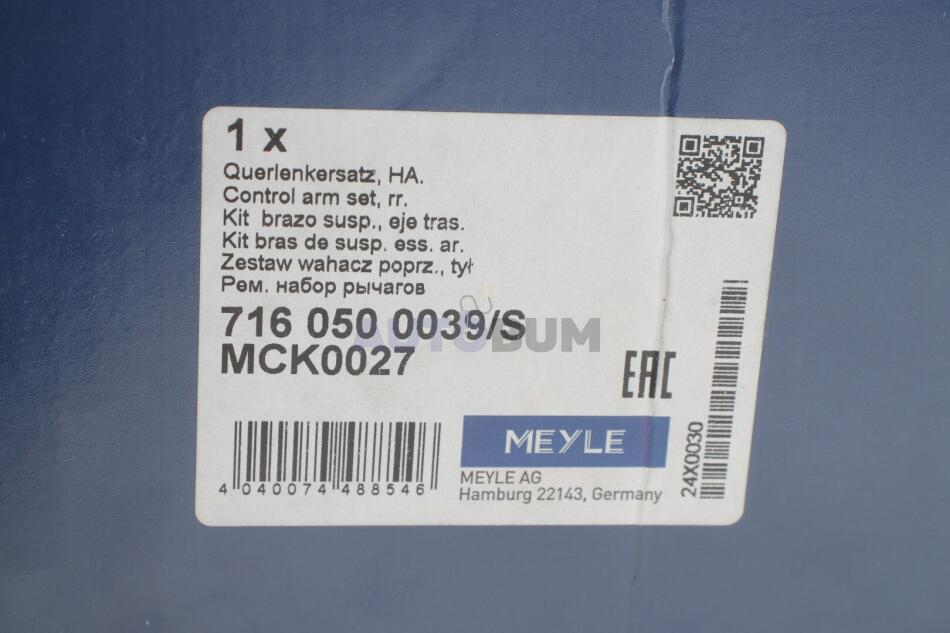 1 x
Querlenkersatz, HA.
Control arm set, rr.
Kit brazo susp., eje tras.
Kit bras de susp. ess. ar.
Zestaw wahacz poprz., tył
Рем. набор рычагов
716 050 0039/S
AUTODUM
MCK0027
EAC
MEYLE
MEYLE AG
Hamburg 22143, Germany
4 040074 488546
24X0030